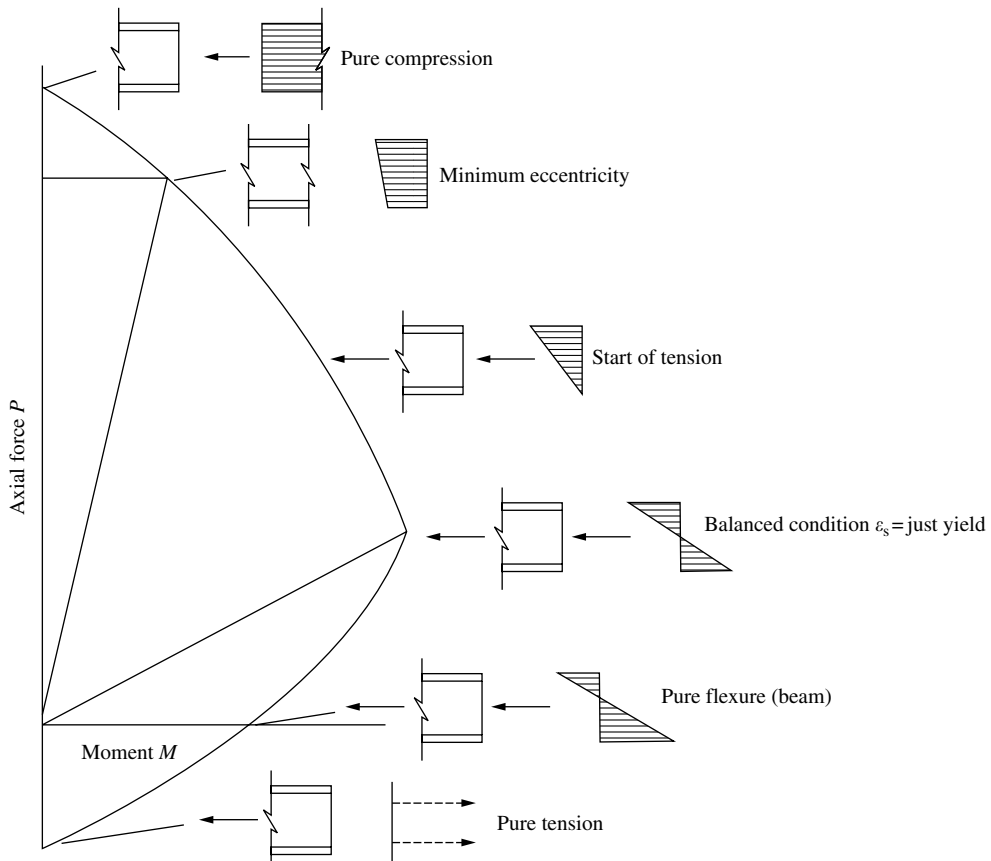 Pure compression
Minimum eccentricity
Start of tension
Axial force P
Balanced condition εs=just yield
Pure flexure (beam)
Moment M
Pure tension